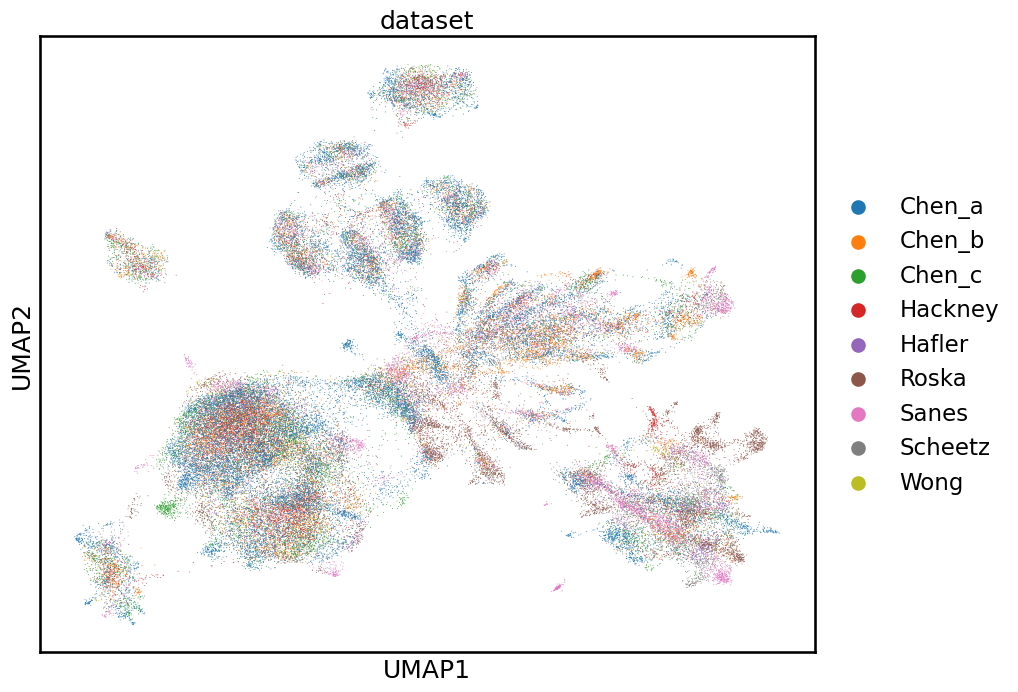 dataset
UMAP2
UMAP1
Chen_a
Chen_b
Chen_c
Hackney
Hafler
Roska
Sanes
Scheetz
Wong